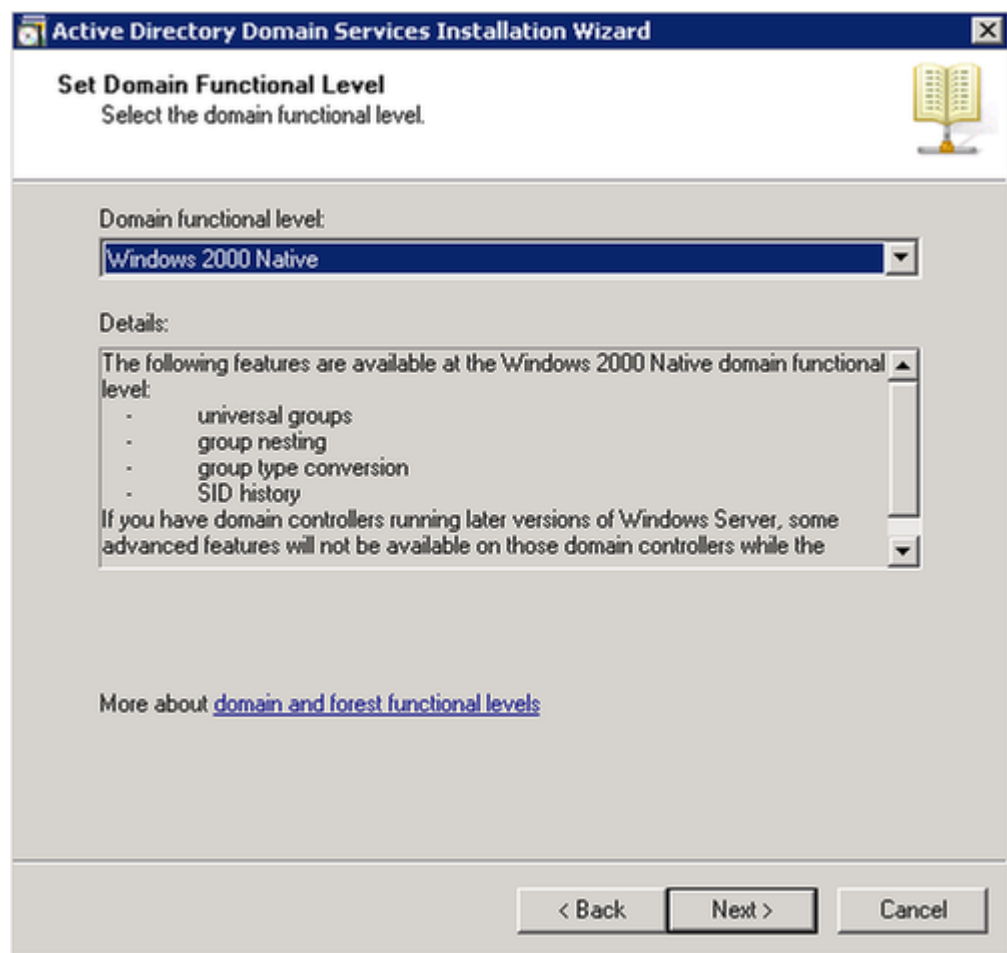 Active Directory Domain Services Installation Wizard
Set Domain Functional Level
Select the domain functional level.
Domain functional level:
Windows 2000 Native
Details:
The following features are available at the Windows 2000 Native domain functional
level:
- universal groups
- group nesting
- group type conversion
- SID history
If you have domain controllers running later versions of Windows Server, some
advanced features will not be available on those domain controllers while the
More about domain and forest functional levels
< Back
Next >
Cancel